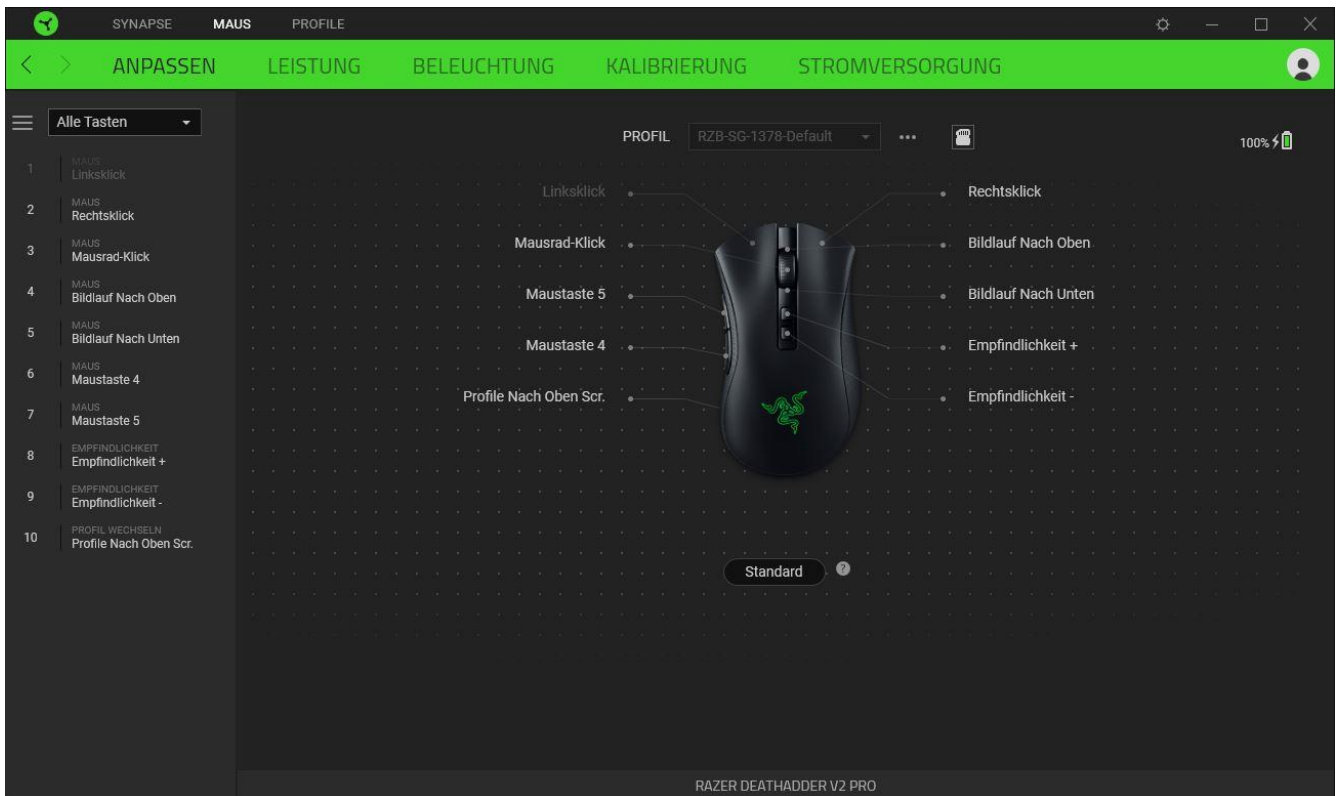 SYNAPSE MAUS PROFILE
ANPASSEN LEISTUNG BELEUCHTUNG KALIBRIERUNG STROMVERSORGUNG
Alle Tasten
PROFIL RZB-SG-1378-Default
100%
1 MAUS
Linksklick
2 MAUS
Rechtsklick
3 MAUS
Mausrad-Klick
4 MAUS
Bildlauf Nach Oben
5 MAUS
Bildlauf Nach Unten
6 MAUS
Maustaste 4
7 MAUS
Maustaste 5
8 EMPFINDLICHKEIT
Empfindlichkeit +
9 EMPFINDLICHKEIT
Empfindlichkeit -
10 PROFIL WECHSELN
Profile Nach Oben Scr.
Linksklick
Mausrad-Klick
Maustaste 5
Maustaste 4
Profile Nach Oben Scr.
Rechtsklick
Bildlauf Nach Oben
Bildlauf Nach Unten
Empfindlichkeit +
Empfindlichkeit -
Standard ?
RAZER DEATHADDER V2 PRO